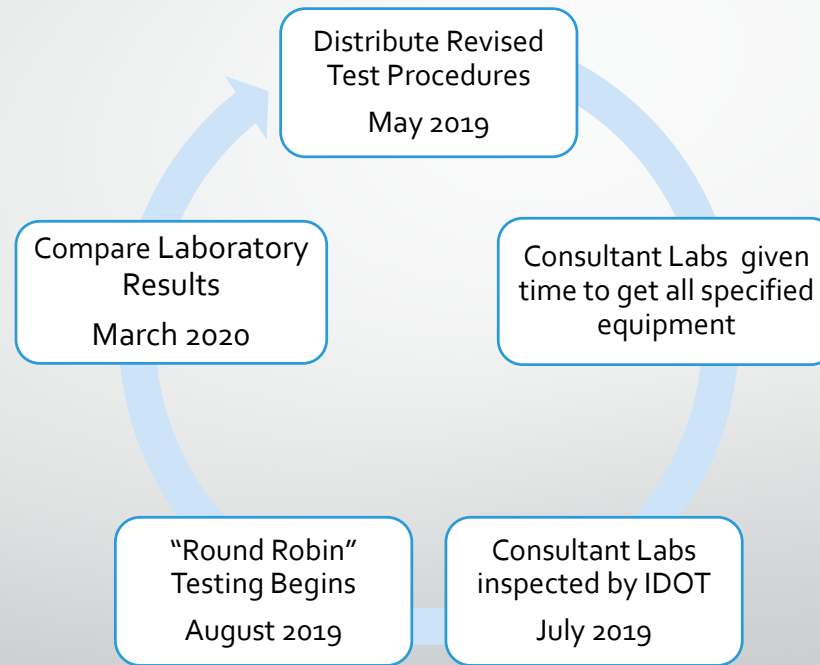 Distribute Revised
Test Procedures
May 2019
Consultant Labs given
time to get all specified
equipment
Consultant Labs
inspected by IDOT
July 2019
“Round Robin”
Testing Begins
August 2019
Compare Laboratory
Results
March 2020